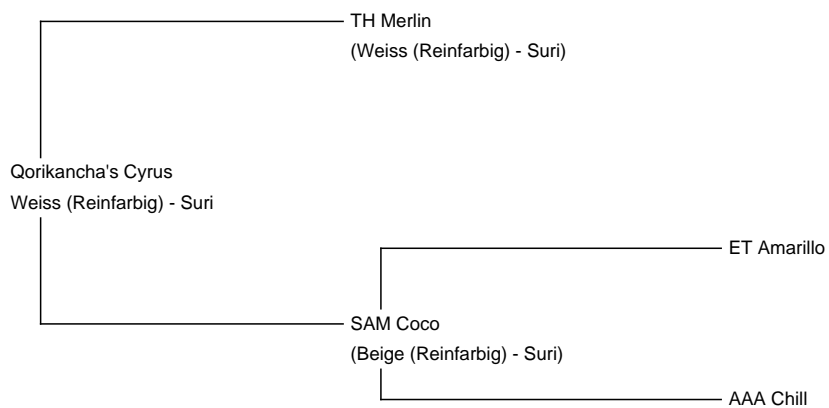 TH Merlin
(Weiss (Reinfarbig) - Suri)
Qorikancha's Cyrus
Weiss (Reinfarbig) - Suri
ET Amarillo
SAM Coco
(Beige (Reinfarbig) - Suri)
AAA Chill